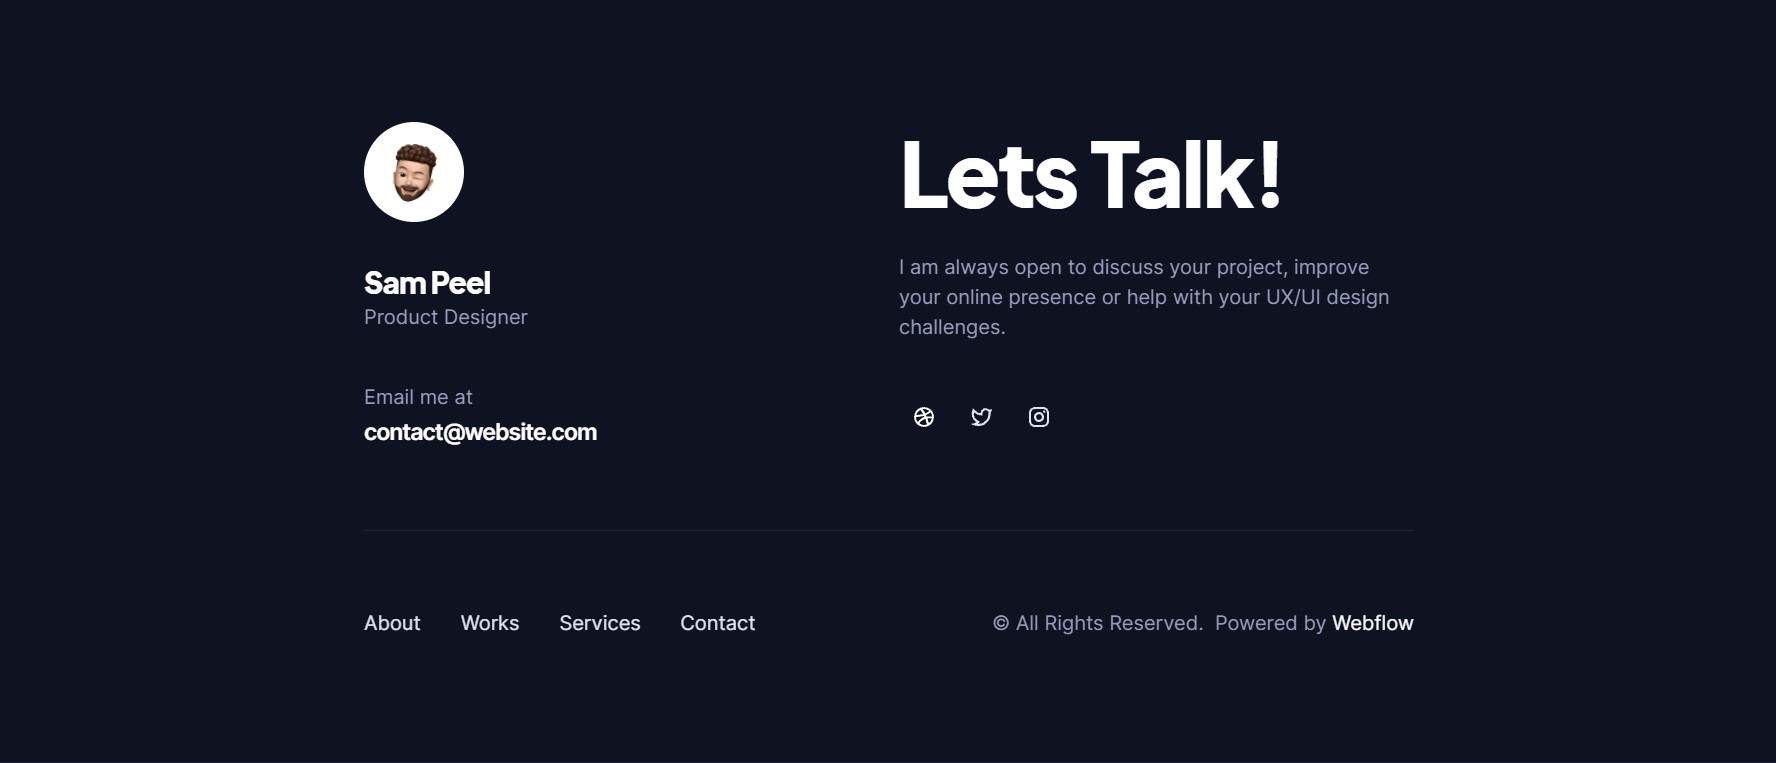 Sam Peel
Product Designer
Email me at
contact@website.com
Lets Talk!
I am always open to discuss your project, improve
your online presence or help with your UX/UI design
challenges.
About Works Services Contact
© All Rights Reserved. Powered by Webflow